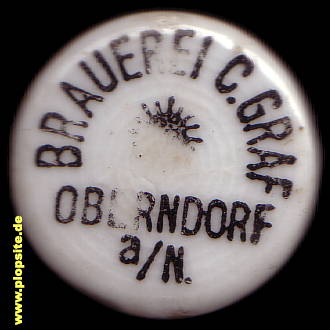 BRAUEREI C. GRAF
OBERNDORF
a/N.
www.plopsite.de